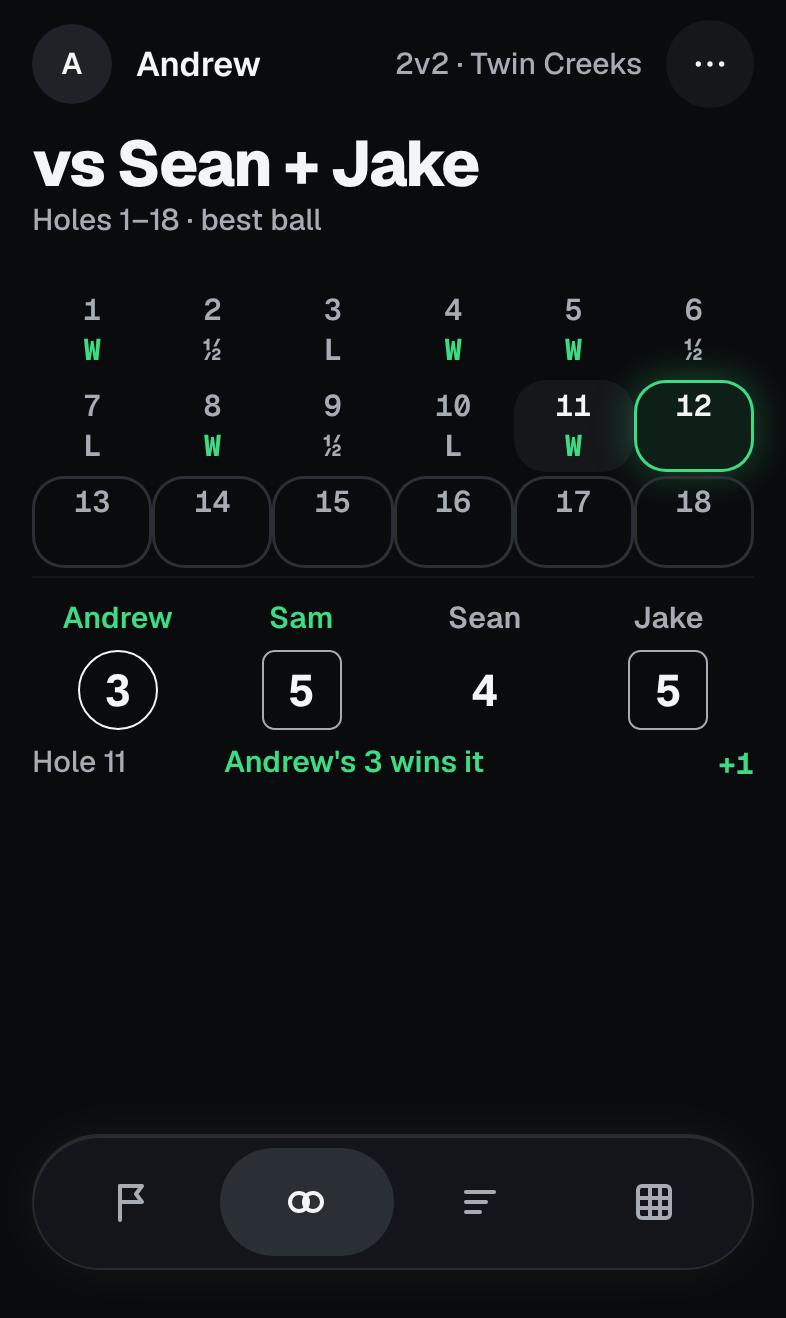 A Andrew 2v2 · Twin Creeks ...
vs Sean + Jake
Holes 1–18 · best ball
1 2 3 4 5 6
W ½ L W W ½
7 8 9 10 11 12
L W ½ L W
13 14 15 16 17 18
Andrew Sam Sean Jake
3 5 4 5
Hole 11 Andrew's 3 wins it +1